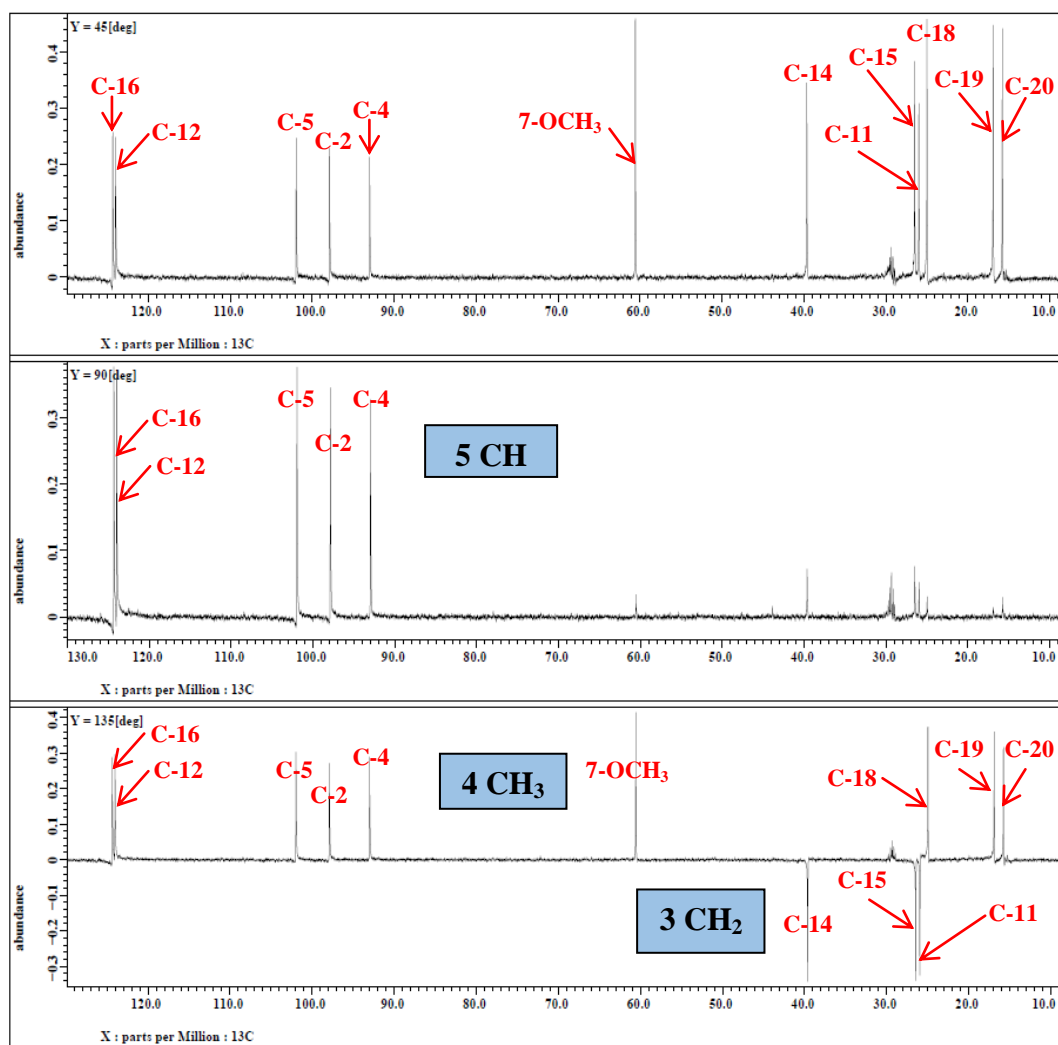 Y = 45[deg]
C-18
C-16
C-15
C-14
C-19
C-20
C-4
C-5
C-12
7-OCH₃
C-2
C-11
abundance
0.4
0.3
0.2
0.1
0
120.0 110.0 100.0 90.0 80.0 70.0 60.0 50.0 40.0 30.0 20.0 10.0
X : parts per Million : 13C
Y = 90[deg]
C-5
C-4
C-16
C-2
5 CH
C-12
abundance
0.3
0.2
0.1
0
130.0 120.0 110.0 100.0 90.0 80.0 70.0 60.0 50.0 40.0 30.0 20.0 10.0
X : parts per Million : 13C
Y = 135[deg]
C-16
C-4
C-19
C-20
C-12
C-5
4 CH₃
7-OCH₃
C-18
C-2
C-15
3 CH₂
C-14
C-11
abundance
0.4
0.3
0.2
0.1
0
-0.1
-0.2
-0.3
120.0 110.0 100.0 90.0 80.0 70.0 60.0 50.0 40.0 30.0 20.0 10.0
X : parts per Million : 13C